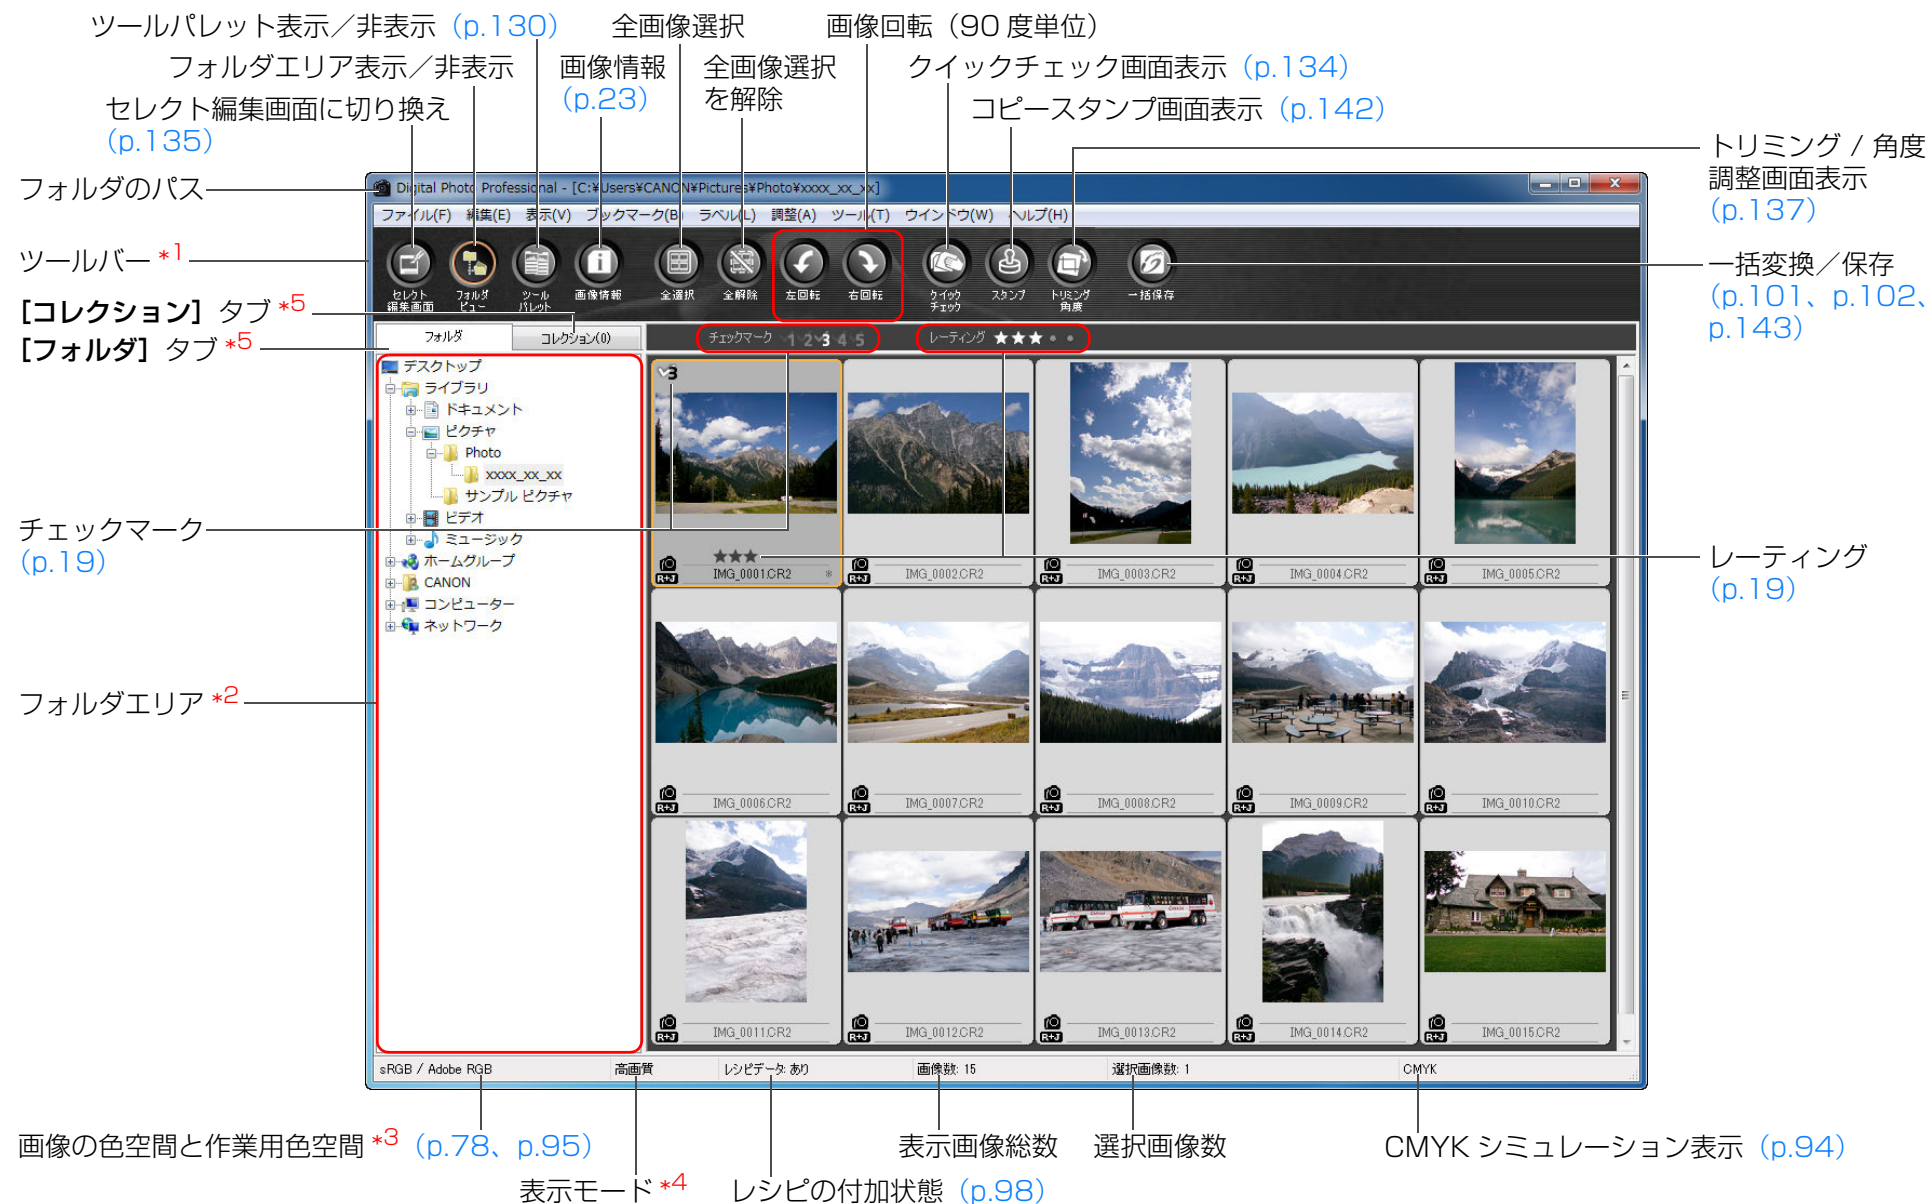 ツールパレット表示／非表示（p.130）
全画像選択
画像回転（90 度単位）
フォルダエリア表示／非表示
画像情報
（p.23）
全画像選択
を解除
クイックチェック画面表示（p.134）
セレクト編集画面に切り換え
（p.135）
コピースタンプ画面表示（p.142）
トリミング / 角度
調整画面表示
（p.137）
フォルダのパス
Digital Photo Professional - [C:¥Users¥CANON¥Pictures¥Photo¥xxxx_xx_xx]
ファイル(F) 編集(E) 表示(V) ブックマーク(B) ラベル(L) 調整(A) ツール(T) ウインドウ(W) ヘルプ(H)
ツールバー *1
一括変換／保存
（p.101、p.102、
p.143）
セレクト
編集画面
フォルダ
ビュー
ツール
パレット
画像情報
全選択
全解除
左回転
右回転
クイック
チェック
スタンプ
トリミング
角度
一括保存
［コレクション］タブ *5
［フォルダ］タブ *5
フォルダ
コレクション(0)
チェックマーク 1 2 3 4 5
レーティング ★★★
デスクトップ
ライブラリ
ドキュメント
ピクチャ
Photo
xxxx_xx_xx
サンプル ピクチャ
ビデオ
ミュージック
ホームグループ
CANON
コンピューター
ネットワーク
チェックマーク
（p.19）
フォルダエリア *2
レーティング
（p.19）
3
★★★
R+J IMG_0001.CR2 *
R+J IMG_0002.CR2
R+J IMG_0003.CR2
R+J IMG_0004.CR2
R+J IMG_0005.CR2
R+J IMG_0006.CR2
R+J IMG_0007.CR2
R+J IMG_0008.CR2
R+J IMG_0009.CR2
R+J IMG_0010.CR2
R+J IMG_0011.CR2
R+J IMG_0012.CR2
R+J IMG_0013.CR2
R+J IMG_0014.CR2
R+J IMG_0015.CR2
sRGB / Adobe RGB
高画質
レシピデータ: あり
画像数: 15
選択画像数: 1
CMYK
画像の色空間と作業用色空間 *3（p.78、p.95）
表示画像総数
選択画像数
CMYK シミュレーション表示（p.94）
表示モード *4
レシピの付加状態（p.98）